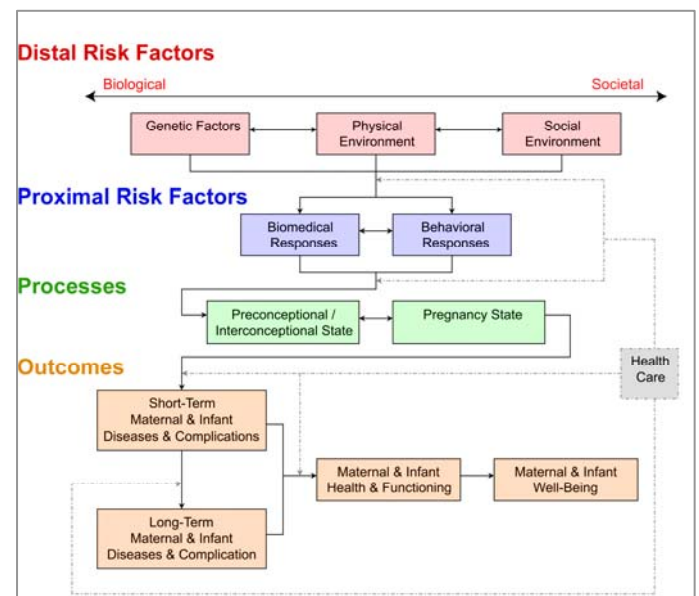 Distal Risk Factors
Biological
Societal
Genetic Factors
Physical
Environment
Social
Environment
Proximal Risk Factors
Biomedical
Responses
Behavioral
Responses
Processes
Preconceptional /
Interconceptional State
Pregnancy State
Outcomes
Health
Care
Short-Term
Maternal & Infant
Diseases & Complications
Maternal & Infant
Health & Functioning
Maternal & Infant
Well-Being
Long-Term
Maternal & Infant
Diseases & Complication